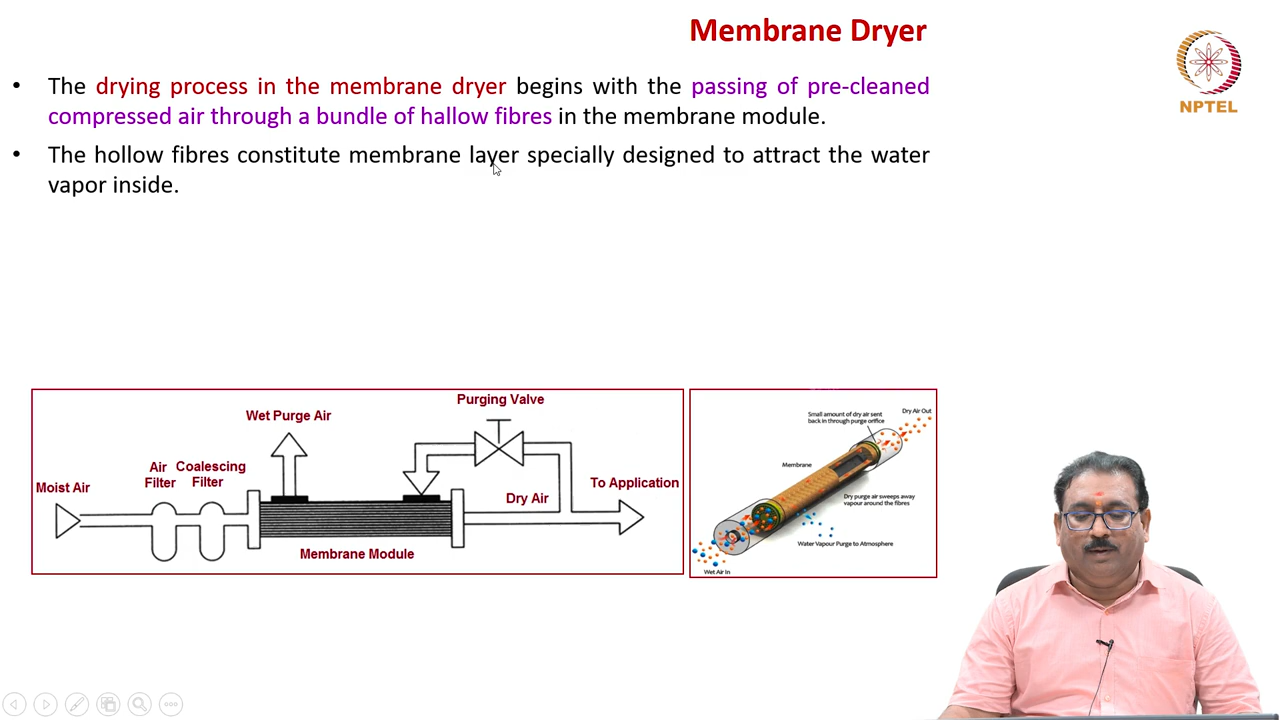 Membrane Dryer
NPTEL
• The drying process in the membrane dryer begins with the passing of pre-cleaned
compressed air through a bundle of hallow fibres in the membrane module.
• The hollow fibres constitute membrane layer specially designed to attract the water
vapor inside.
Purging Valve
Wet Purge Air
Air
Filter
Coalescing
Filter
Moist Air
Dry Air
To Application
Membrane Module
Small amount of dry air sent
back in through purge orifice
Dry Air Out
Membrane
Dry purge air sweeps away
vapour around the fibres
Water Vapour Purge to Atmosphere
Wet Air In